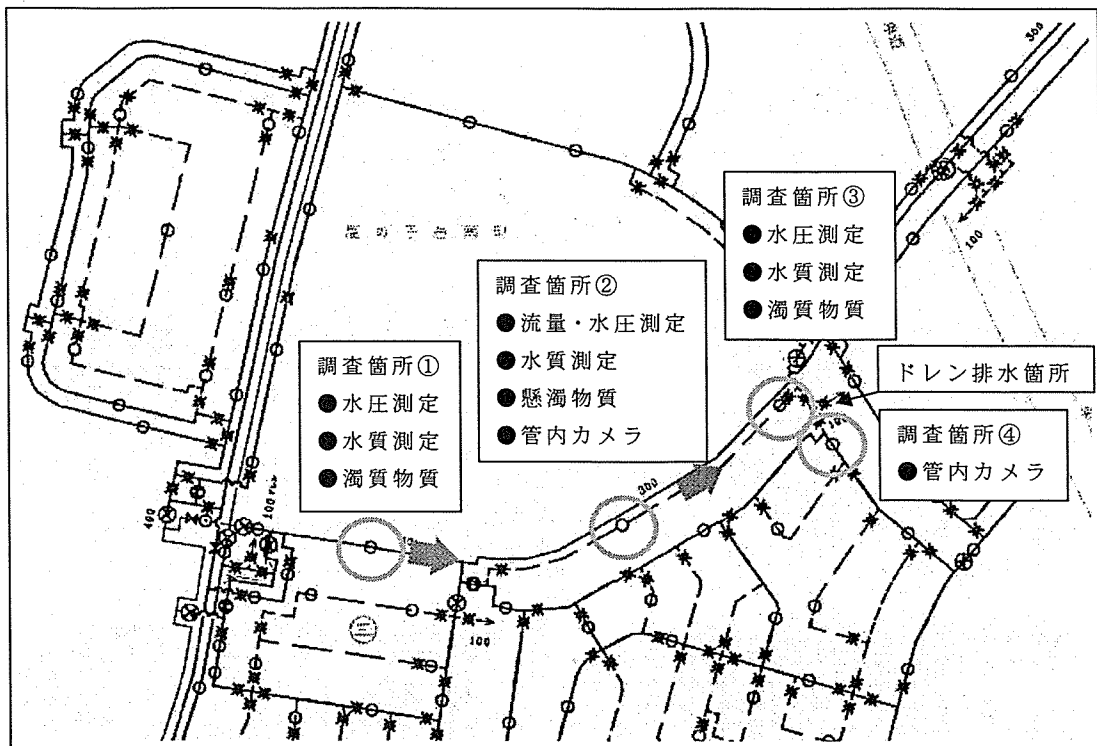 調査箇所①
●水圧測定
●水質測定
●濁質物質
調査箇所②
●流量・水圧測定
●水質測定
●懸濁物質
●管内カメラ
調査箇所③
●水圧測定
●水質測定
●濁質物質
ドレン排水箇所
調査箇所④
●管内カメラ
300
100
300
400
100
100